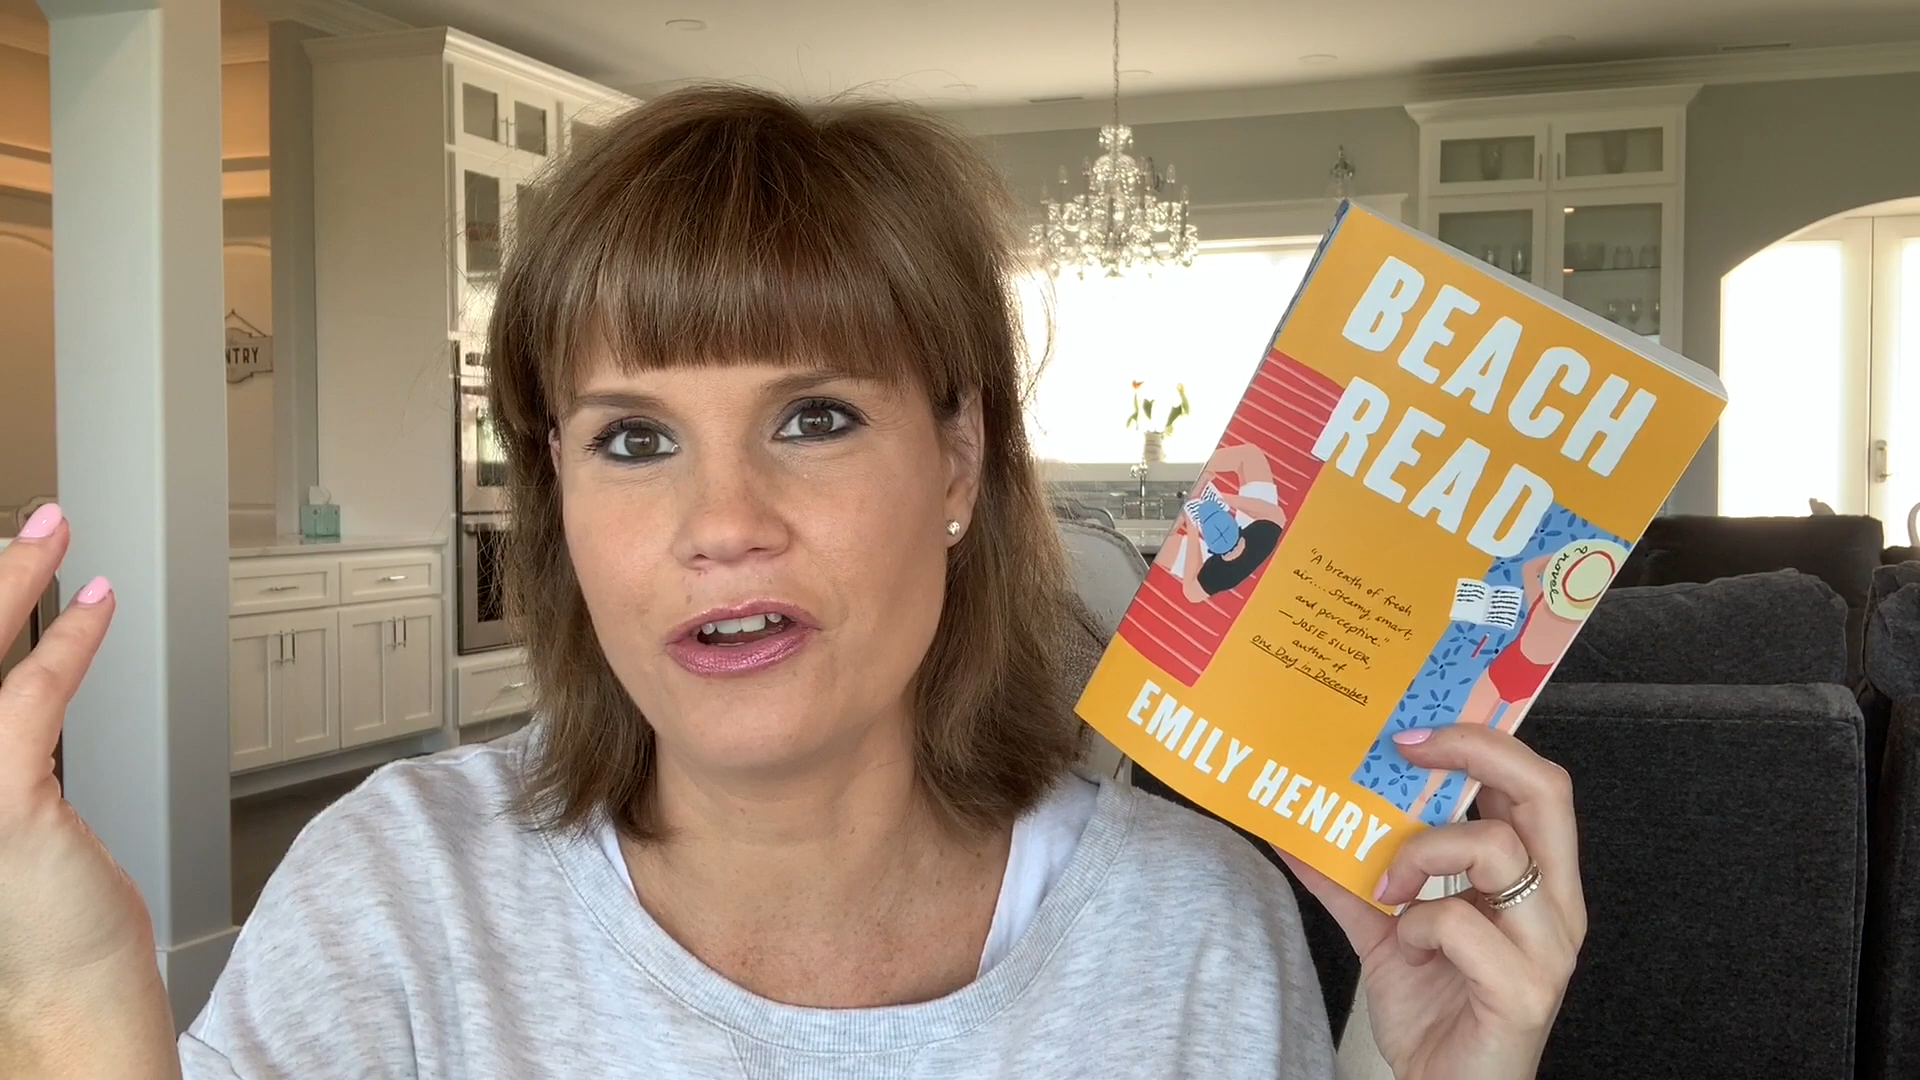 NTRY
BEACH
READ
a novel
"A breath of fresh
air.... steamy, smart,
and perceptive."
—JOSIE SILVER,
author of
One Day in December
EMILY HENRY